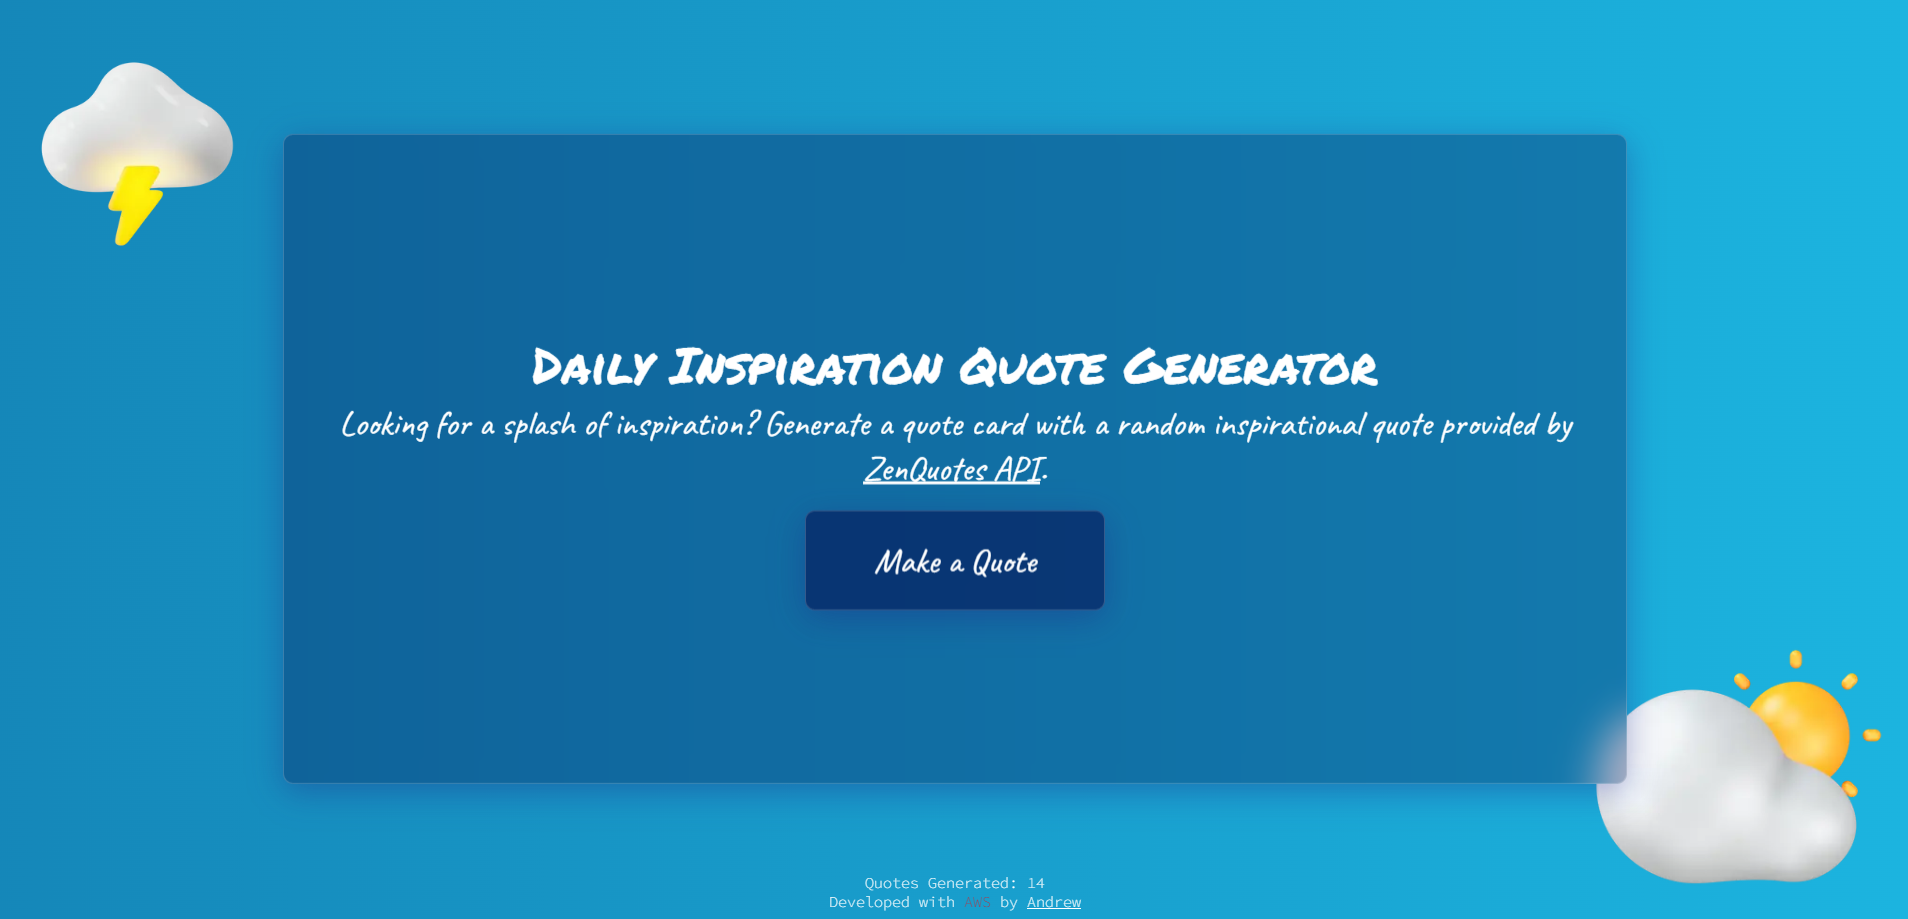 Daily Inspiration Quote Generator
Looking for a splash of inspiration? Generate a quote card with a random inspirational quote provided by
ZenQuotes API.
Make a Quote
Quotes Generated: 14
Developed with AWS by Andrew